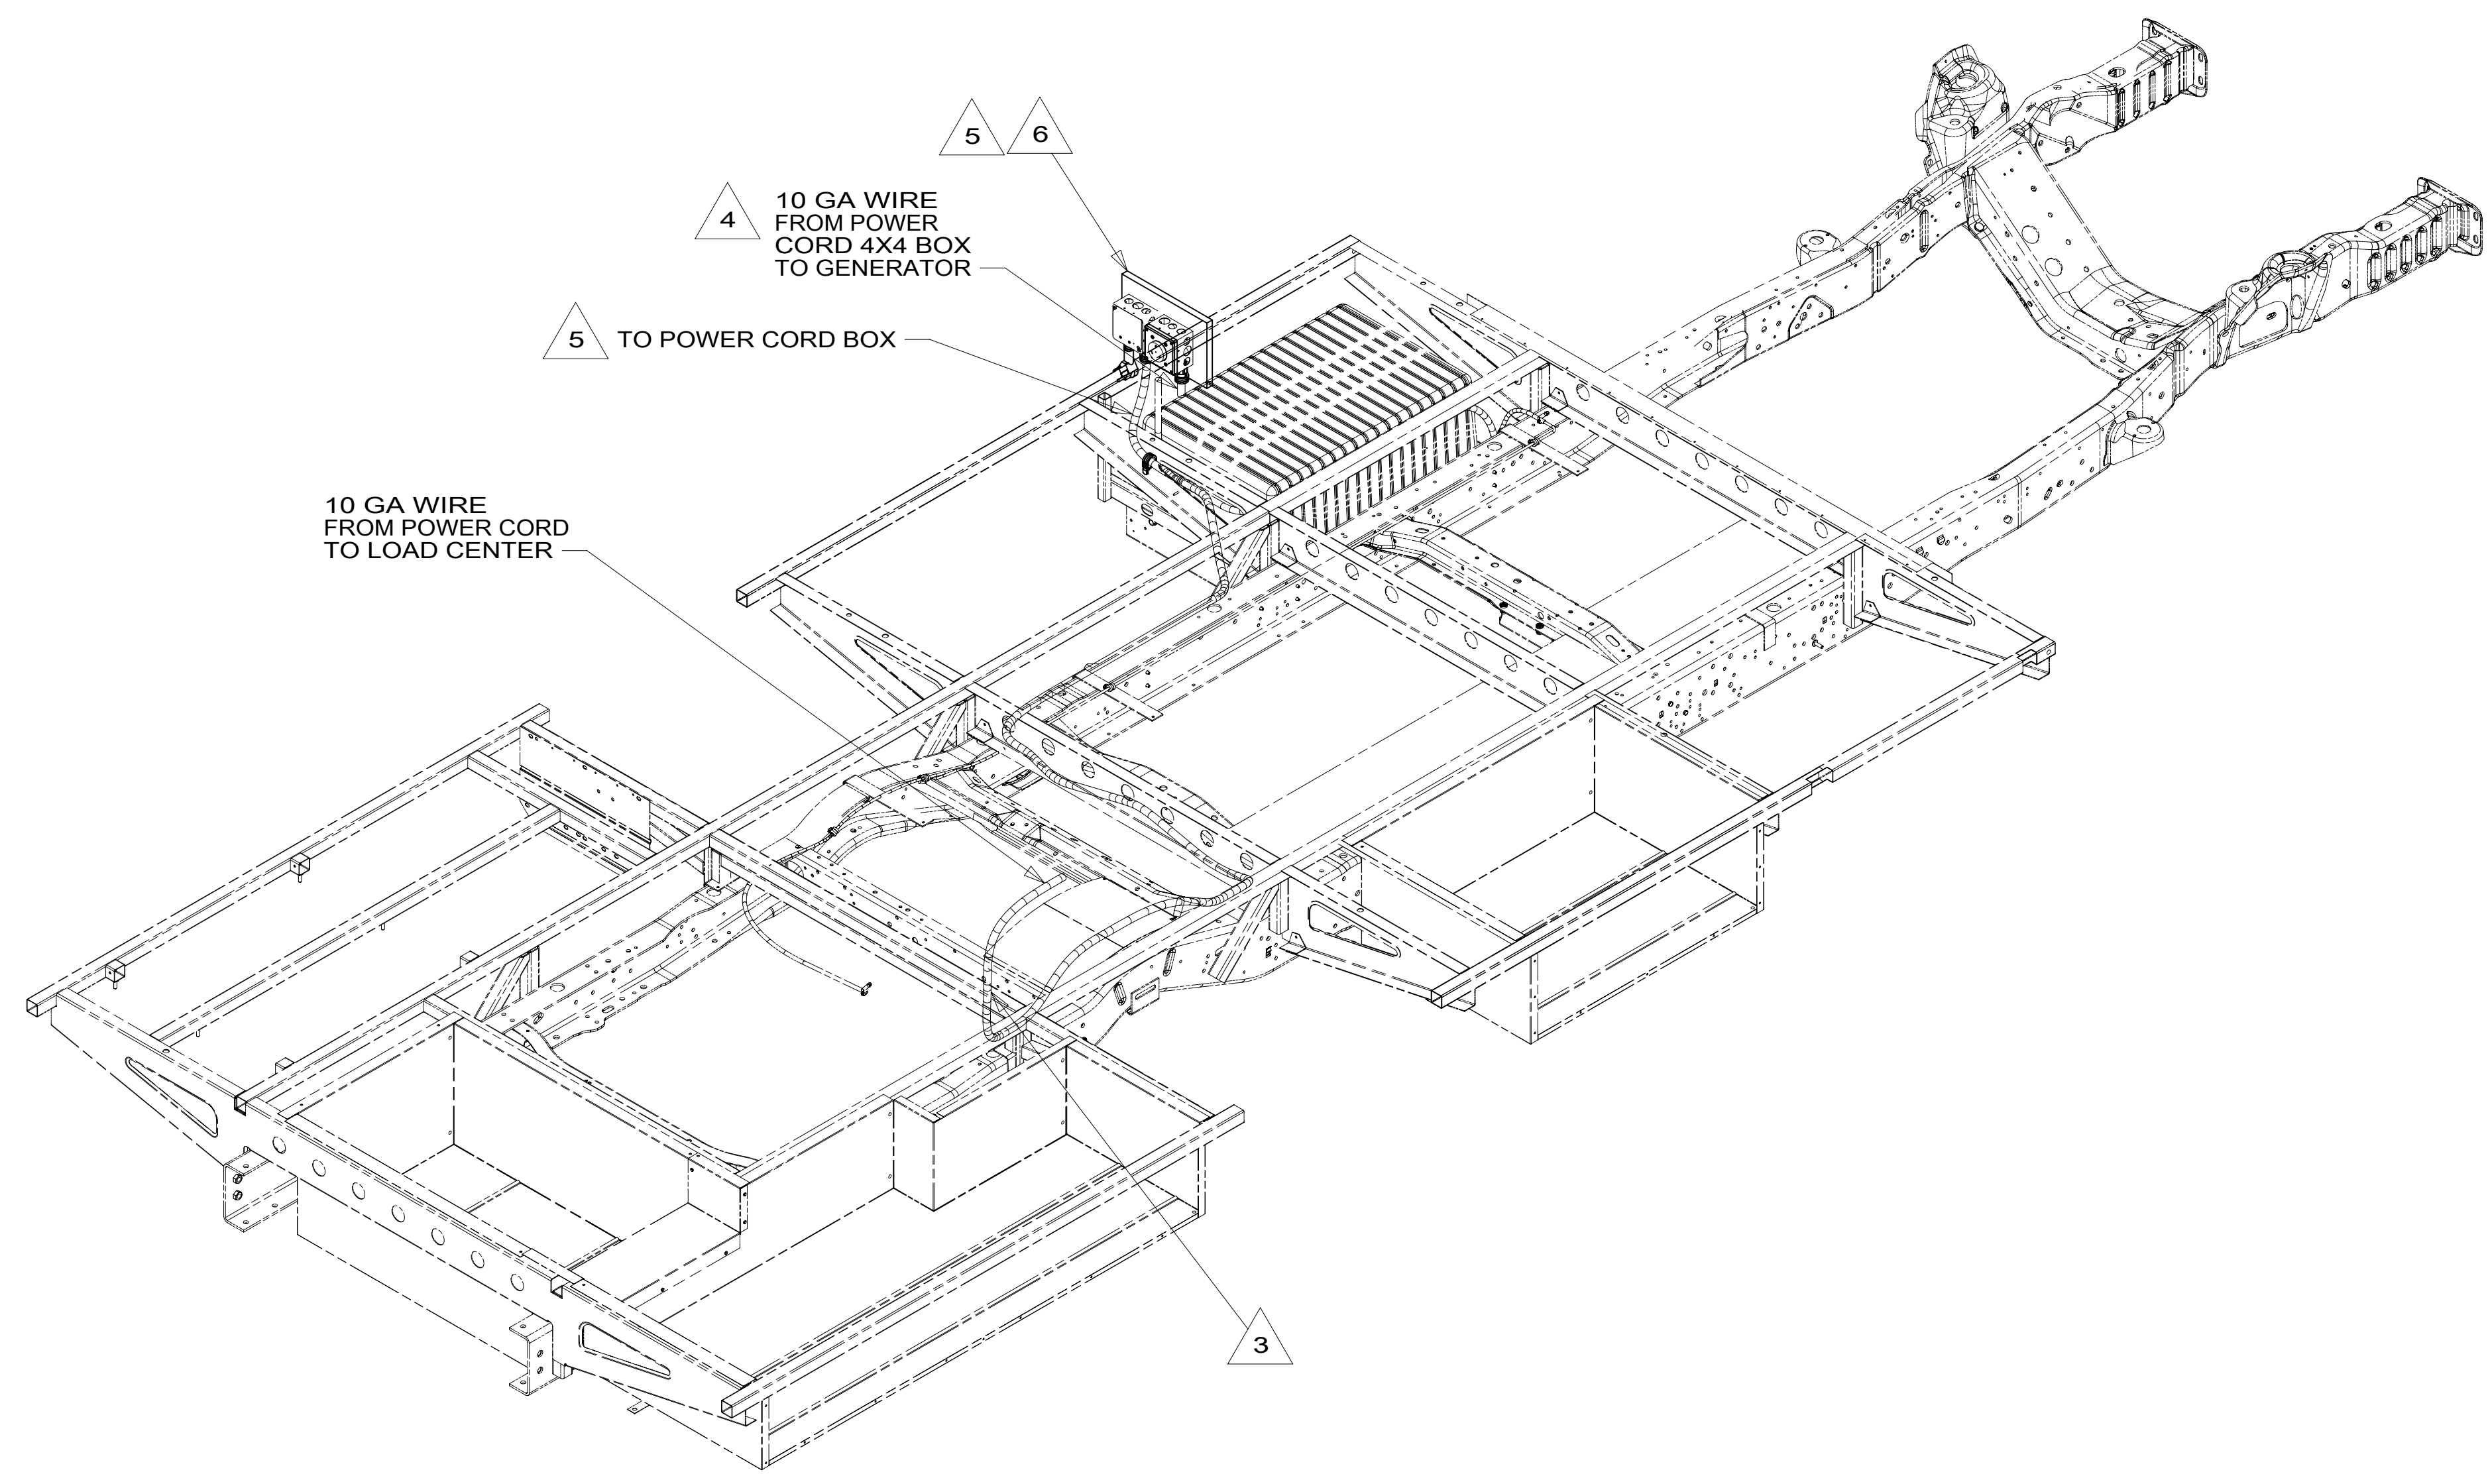 5
6
4
10 GA WIRE
FROM POWER
CORD 4X4 BOX
TO GENERATOR
5
TO POWER CORD BOX
10 GA WIRE
FROM POWER CORD
TO LOAD CENTER
3